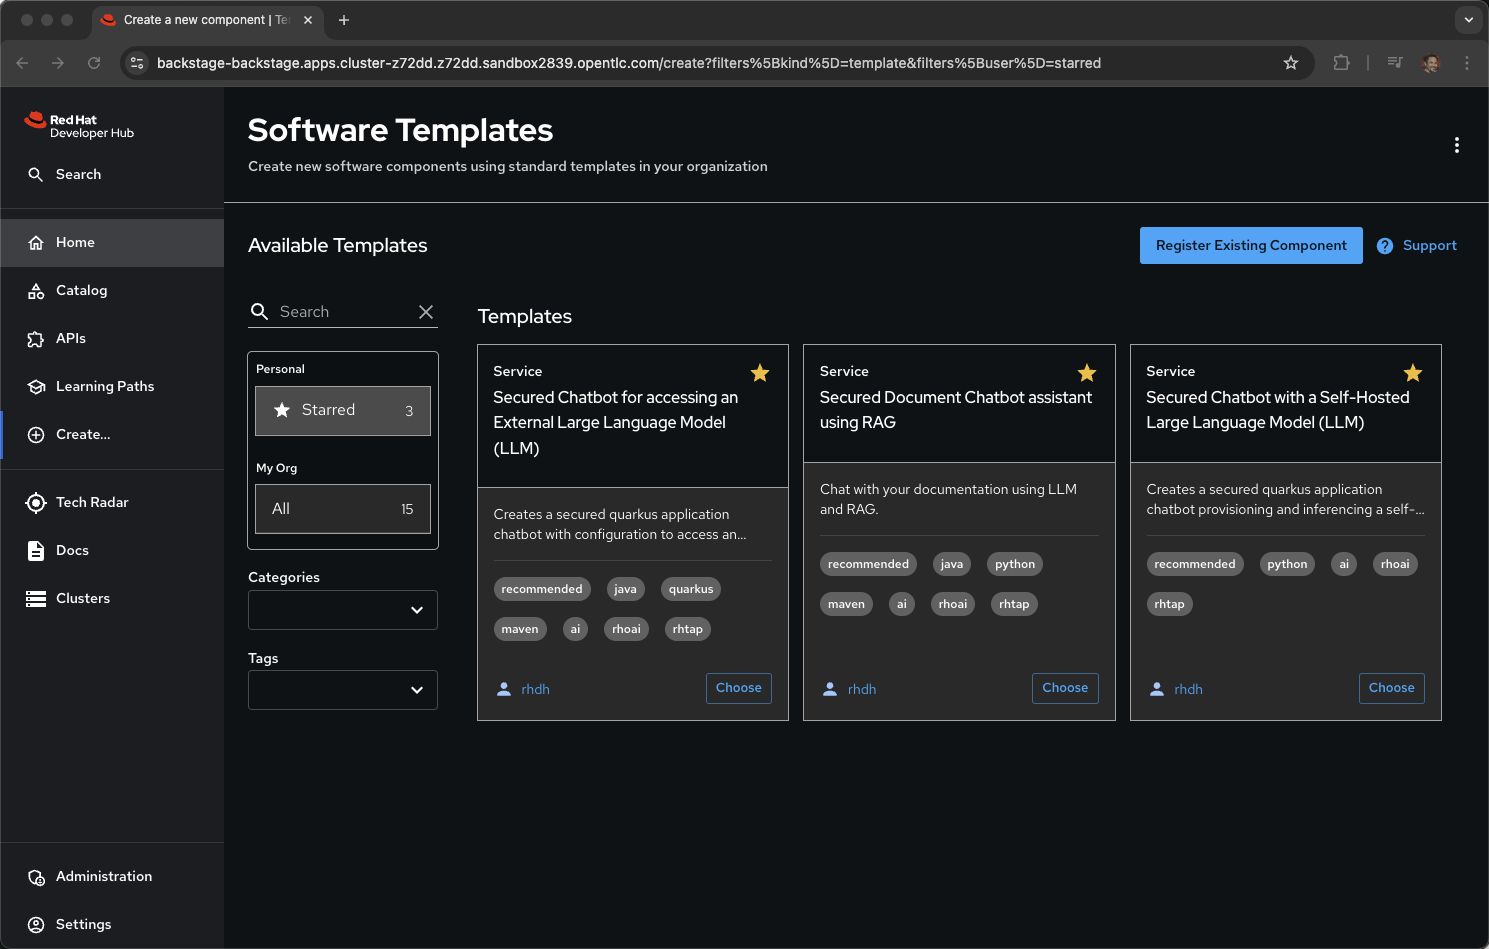 Create a new component | Te
backstage-backstage.apps.cluster-z72dd.z72dd.sandbox2839.opentlc.com/create?filters%5Bkind%5D=template&filters%5Buser%5D=starred
Red Hat
Developer Hub
Search
Home
Catalog
APIs
Learning Paths
Create...
Tech Radar
Docs
Clusters
Administration
Settings
Software Templates
Create new software components using standard templates in your organization
Available Templates
Register Existing Component
? Support
Search
Personal
Starred 3
My Org
All 15
Categories
Tags
Templates
Service
Secured Chatbot for accessing an
External Large Language Model
(LLM)
Creates a secured quarkus application
chatbot with configuration to access an...
recommended java quarkus
maven ai rhoai rhtap
rhdh Choose
Service
Secured Document Chatbot assistant
using RAG
Chat with your documentation using LLM
and RAG.
recommended java python
maven ai rhoai rhtap
rhdh Choose
Service
Secured Chatbot with a Self-Hosted
Large Language Model (LLM)
Creates a secured quarkus application
chatbot provisioning and inferencing a self-...
recommended python ai rhoai
rhtap
rhdh Choose